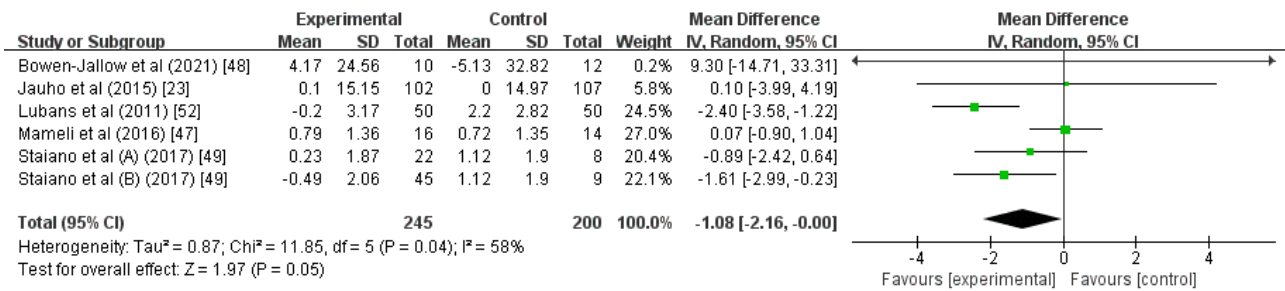 Experimental Control Mean Difference Mean Difference
Study or Subgroup Mean SD Total Mean SD Total Weight IV, Random, 95% CI IV, Random, 95% CI
Bowen-Jallow et al (2021) [48] 4.17 24.56 10 -5.13 32.82 12 0.2% 9.30 [-14.71, 33.31]
Jauho et al (2015) [23] 0.1 15.15 102 0 14.97 107 5.8% 0.10 [-3.99, 4.19]
Lubans et al (2011) [52] -0.2 3.17 50 2.2 2.82 50 24.5% -2.40 [-3.58, -1.22]
Mameli et al (2016) [47] 0.79 1.36 16 0.72 1.35 14 27.0% 0.07 [-0.90, 1.04]
Staiano et al (A) (2017) [49] 0.23 1.87 22 1.12 1.9 8 20.4% -0.89 [-2.42, 0.64]
Staiano et al (B) (2017) [49] -0.49 2.06 45 1.12 1.9 9 22.1% -1.61 [-2.99, -0.23]
Total (95% CI) 245 200 100.0% -1.08 [-2.16, -0.00]
Heterogeneity: Tau² = 0.87; Chi² = 11.85, df = 5 (P = 0.04); I² = 58%
Test for overall effect: Z = 1.97 (P = 0.05)
-4 -2 0 2 4
Favours [experimental] Favours [control]